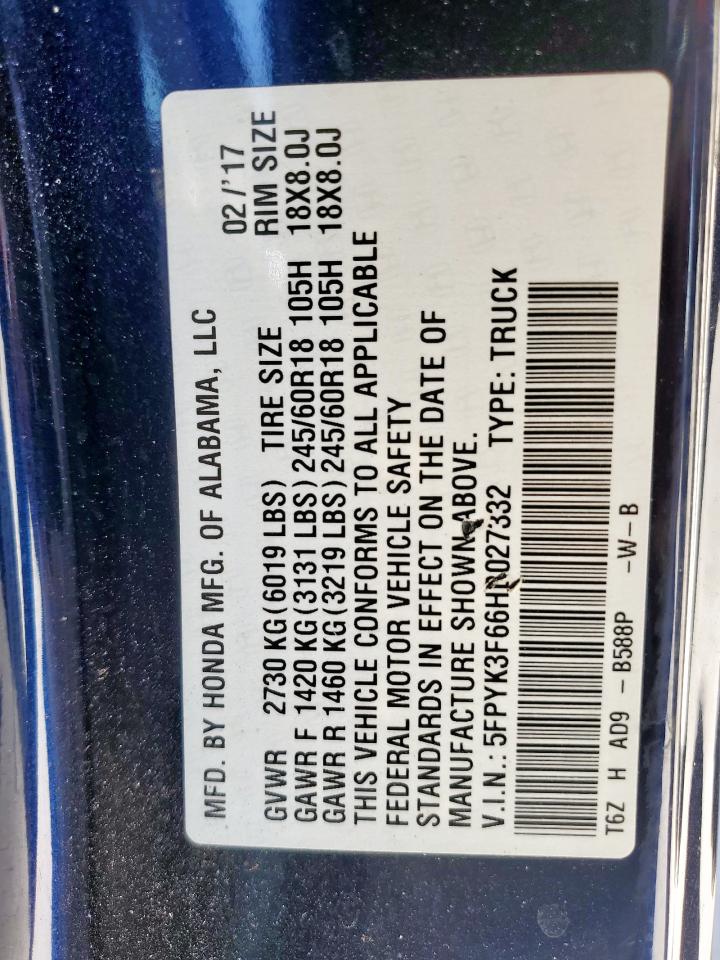 MFD. BY HONDA MFG. OF ALABAMA, LLC
02/'17
GVWR 2730 KG (6019 LBS) TIRE SIZE RIM SIZE
GAWR F 1420 KG (3131 LBS) 245/60R18 105H 18X8.0J
GAWR R 1460 KG (3219 LBS) 245/60R18 105H 18X8.0J
THIS VEHICLE CONFORMS TO ALL APPLICABLE
FEDERAL MOTOR VEHICLE SAFETY
STANDARDS IN EFFECT ON THE DATE OF
MANUFACTURE SHOWN ABOVE.
V.I.N.: 5FPYK3F66HB027332 TYPE: TRUCK
T6Z H AD9 -B588P -W-B